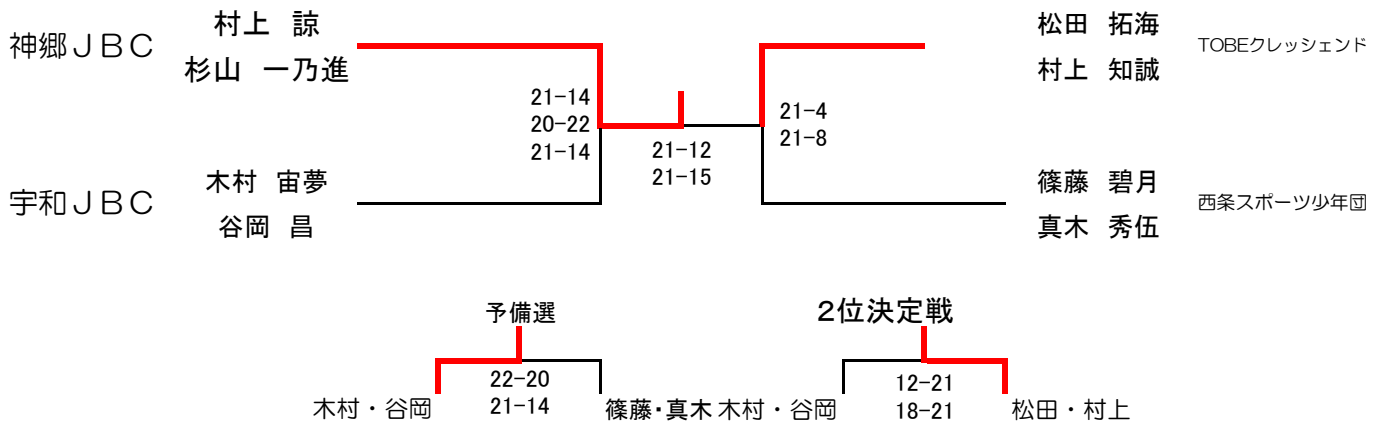 神郷ＪＢＣ
村上　諒
杉山　一乃進
松田　拓海
村上　知誠
TOBEクレッシェンド
21-14
20-22
21-14
21-12
21-15
21-4
21-8
宇和ＪＢＣ
木村　宙夢
谷岡　昌
篠藤　碧月
真木　秀伍
西条スポーツ少年団
予備選
22-20
21-14
木村・谷岡
篠藤・真木
２位決定戦
12-21
18-21
木村・谷岡
松田・村上